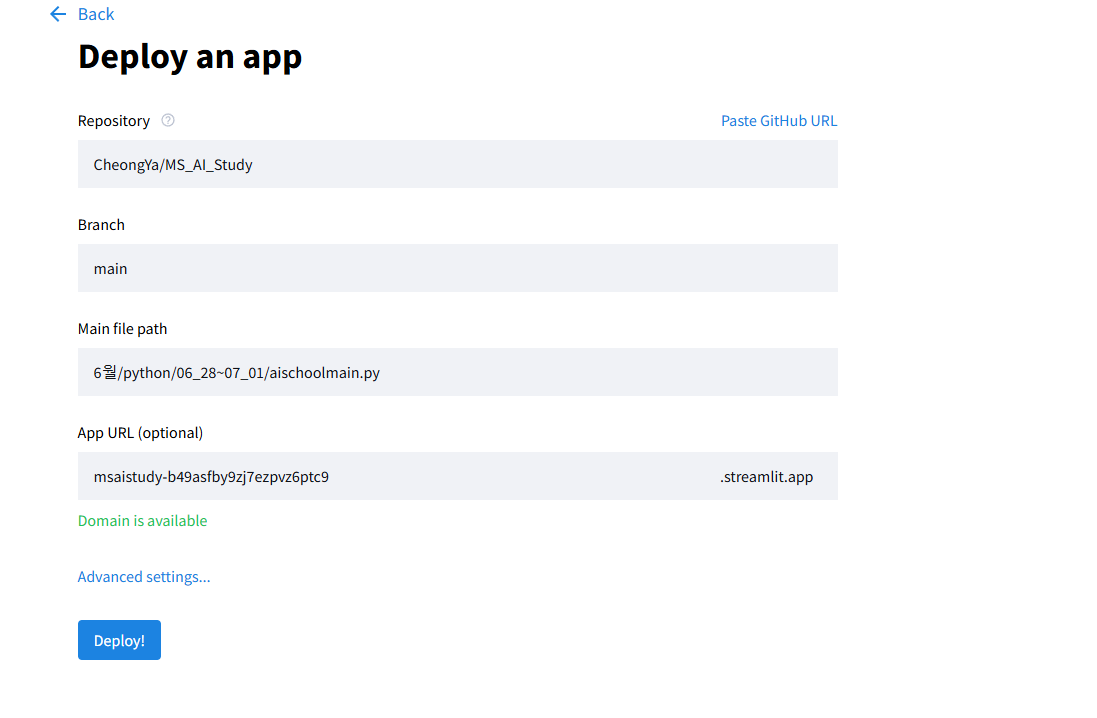 Back
Deploy an app
Repository Paste GitHub URL
CheongYa/MS_AI_Study
Branch
main
Main file path
6월/python/06_28~07_01/aischoolmain.py
App URL (optional)
msaistudy-b49asfby9zj7ezpvz6ptc9 .streamlit.app
Domain is available
Advanced settings...
Deploy!